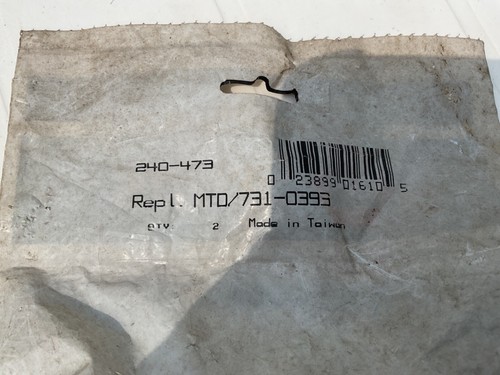 240-473
0 23899 01610 5
Repl. MTD/731-0393
QTY. 2 Made in Taiwan